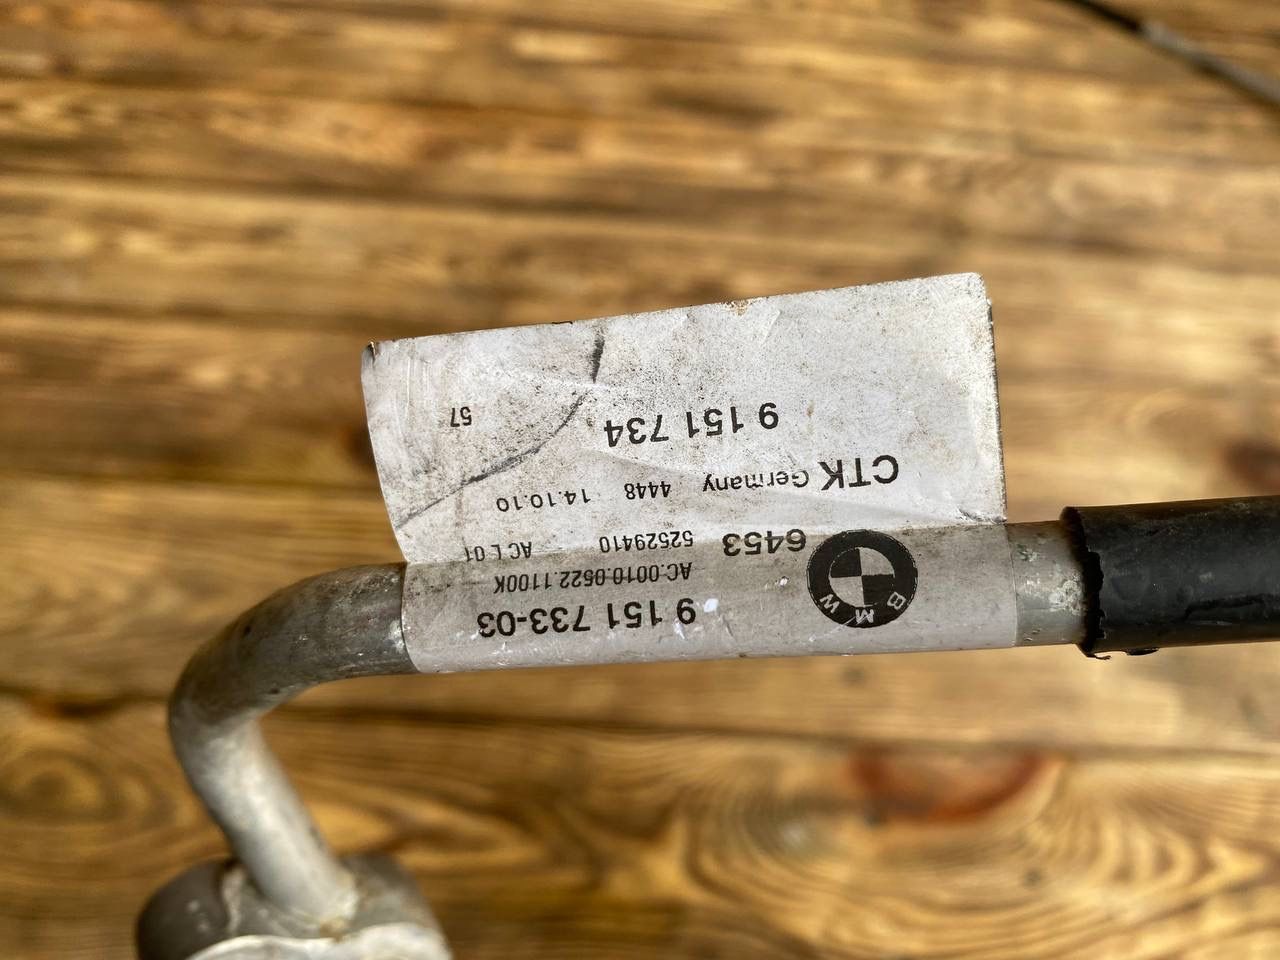 BMW
9 151 733-03
AC.0010.0522.1100K
6453 52529410 AC L 01
CTK Germany 4448 14.10.10
9 151 734
57